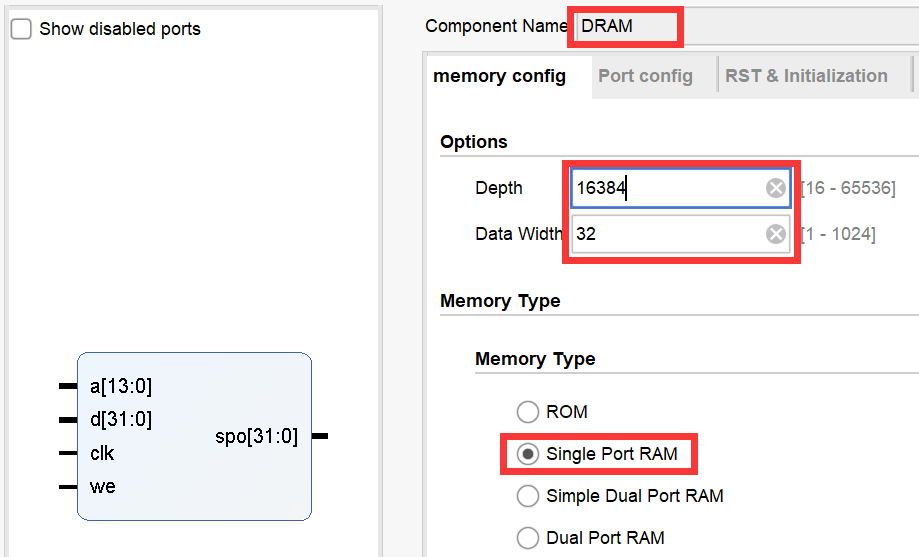 Show disabled ports
a[13:0]
d[31:0]
clk
we
spo[31:0]
Component Name DRAM
memory config Port config RST & Initialization
Options
Depth 16384 [16 - 65536]
Data Width 32 [1 - 1024]
Memory Type
Memory Type
ROM
Single Port RAM
Simple Dual Port RAM
Dual Port RAM